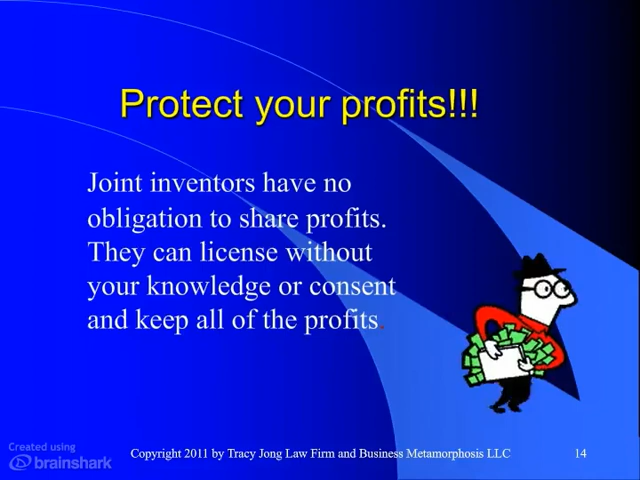 Protect your profits!!!
Joint inventors have no
obligation to share profits.
They can license without
your knowledge or consent
and keep all of the profits.
Created using
brainshark
Copyright 2011 by Tracy Jong Law Firm and Business Metamorphosis LLC
14